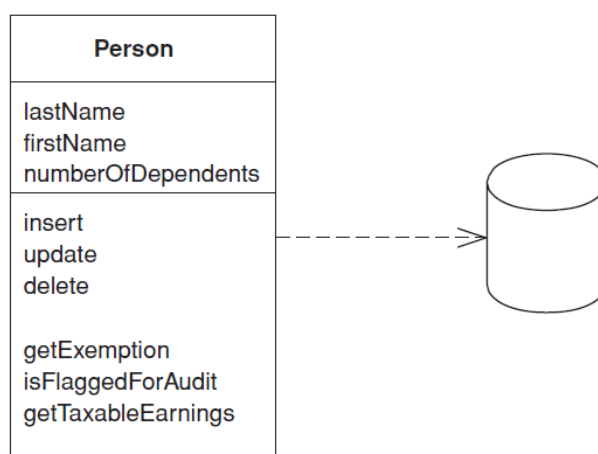 Person
lastName
firstName
numberOfDependents
insert
update
delete
getExemption
isFlaggedForAudit
getTaxableEarnings